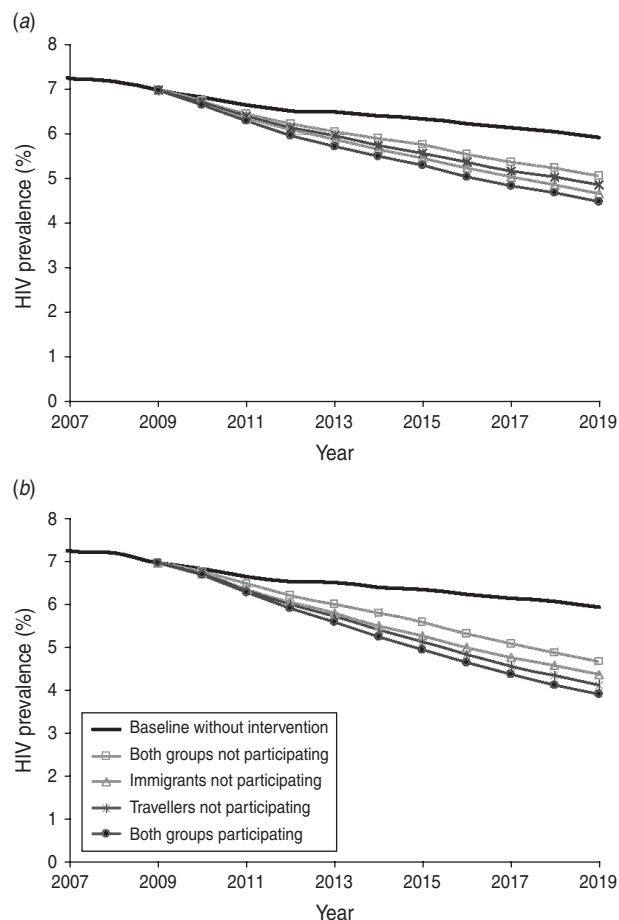 (a)
8
7
6
5
4
3
2
1
0
HIV prevalence (%)
2007 2009 2011 2013 2015 2017 2019
Year
(b)
8
7
6
5
4
3
2
1
0
HIV prevalence (%)
Baseline without intervention
Both groups not participating
Immigrants not participating
Travellers not participating
Both groups participating
2007 2009 2011 2013 2015 2017 2019
Year